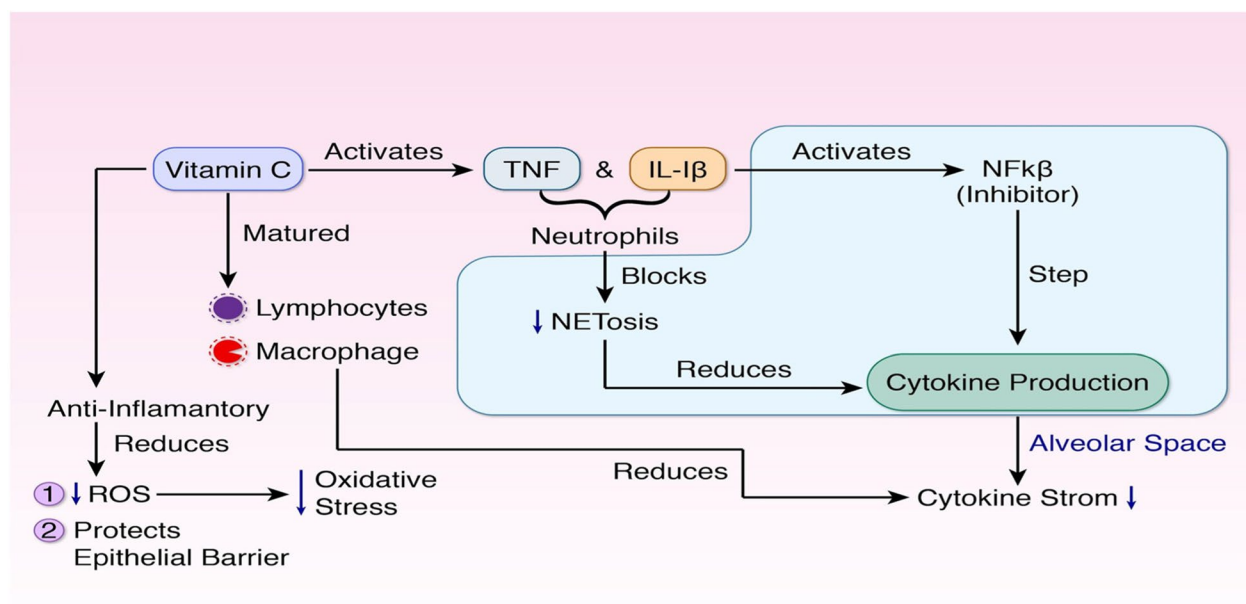 Vitamin C
Activates
TNF
&
IL-Iβ
Activates
NFkβ
(Inhibitor)
Matured
Neutrophils
Blocks
Step
Lymphocytes
↓ NETosis
Macrophage
Reduces
Cytokine Production
Anti-Inflamantory
Reduces
Alveolar Space
Reduces
1 ↓ ROS
↓ Oxidative
Stress
Cytokine Strom ↓
2 Protects
Epithelial Barrier